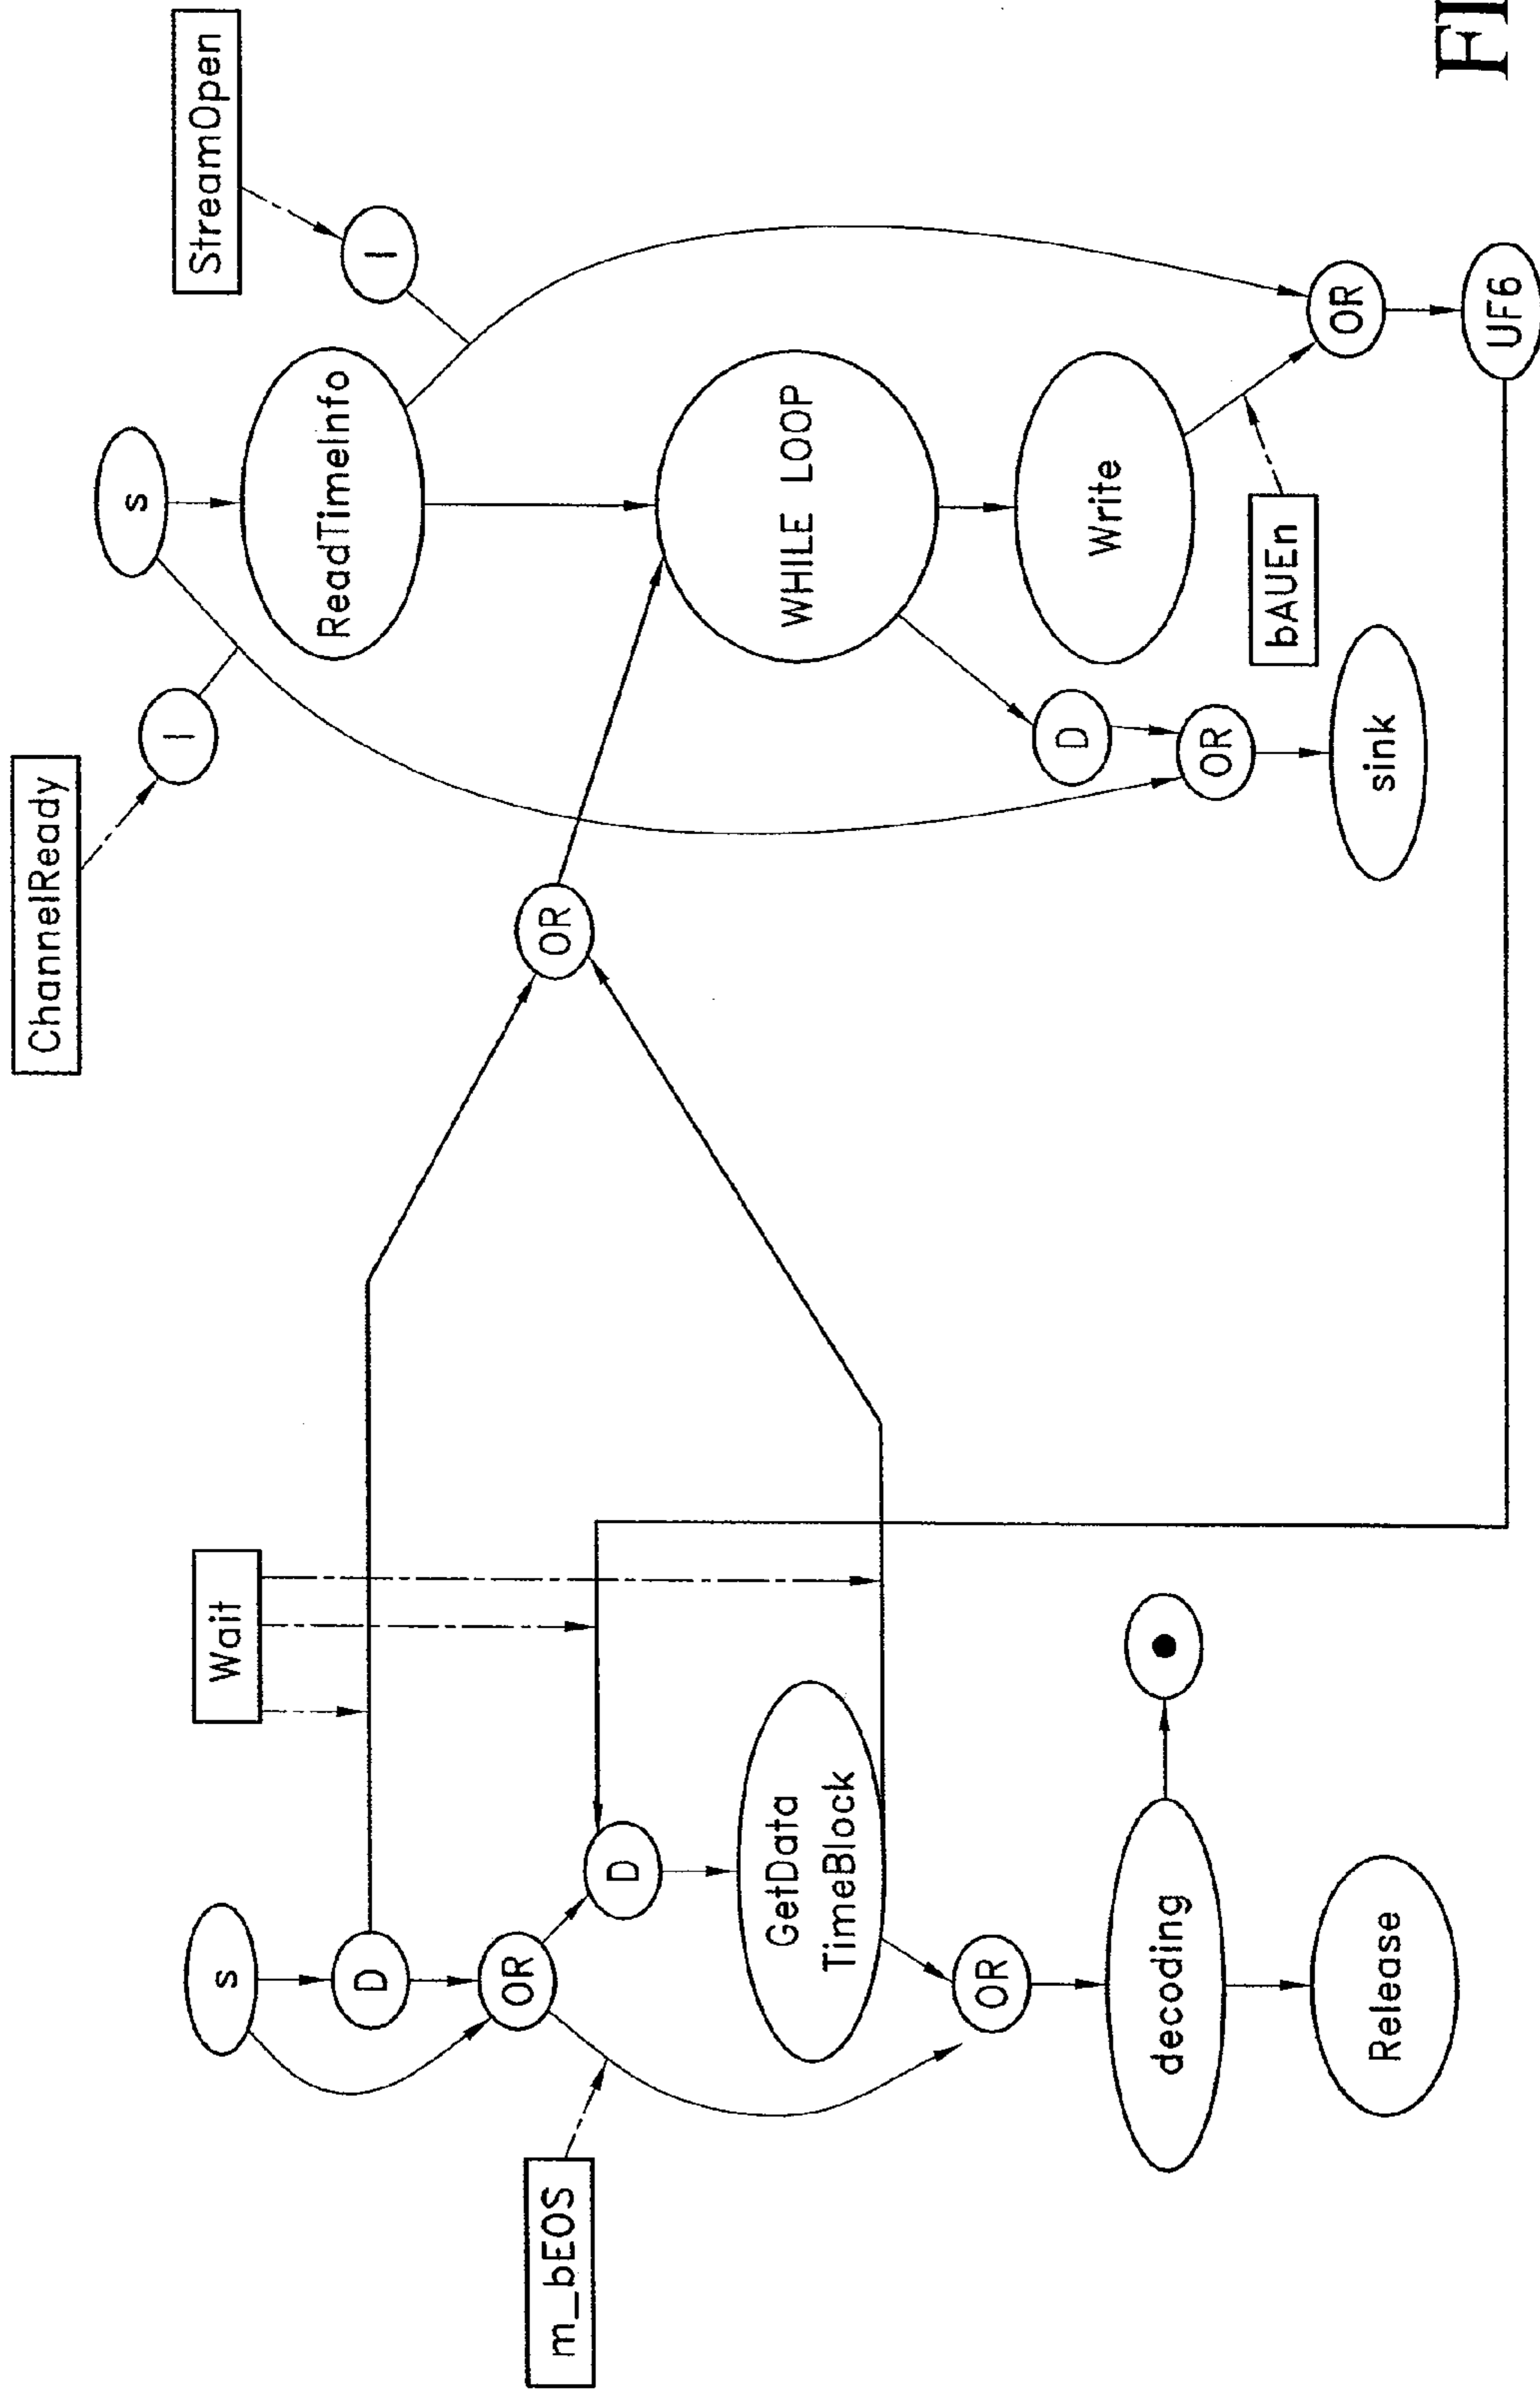 ChannelReady
StreamOpen
I
I
s
ReadTimeInfo
WHILE LOOP
Write
bAUEn
OR
UF6
D
OR
sink
OR
Wait
s
D
OR
D
GetData
TimeBlock
m_bEOS
OR
decoding
Release